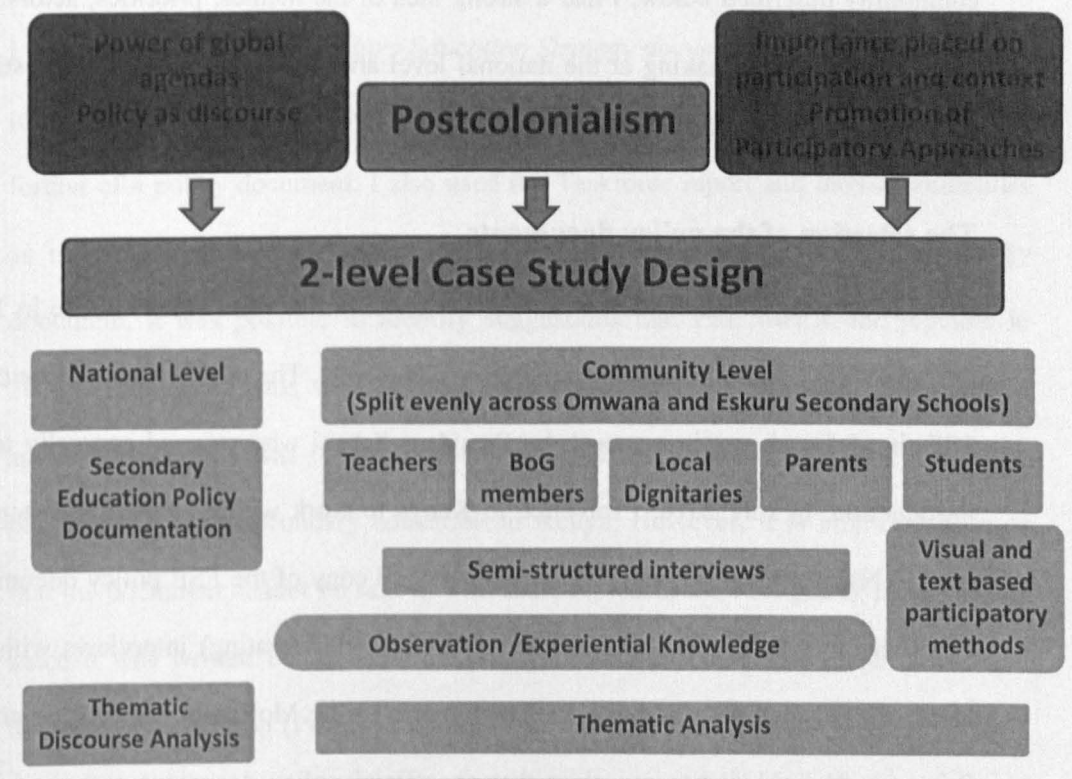 Power of global
agendas
Policy as discourse
Postcolonialism
Importance placed on
participation and context
Promotion of
Participatory Approaches
2-level Case Study Design
National Level
Community Level
(Split evenly across Omwana and Eskuru Secondary Schools)
Secondary
Education Policy
Documentation
Teachers
BoG
members
Local
Dignitaries
Parents
Students
Semi-structured interviews
Visual and
text based
participatory
methods
Observation /Experiential Knowledge
Thematic
Discourse Analysis
Thematic Analysis